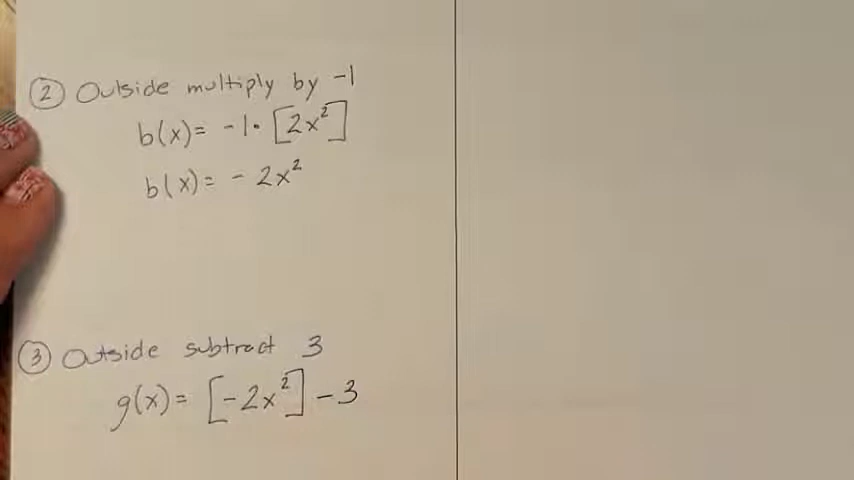 ② Outside multiply by -1
b(x) = -1 · [2x²]
b(x) = - 2x²
③ Outside subtract 3
g(x) = [-2x²] - 3